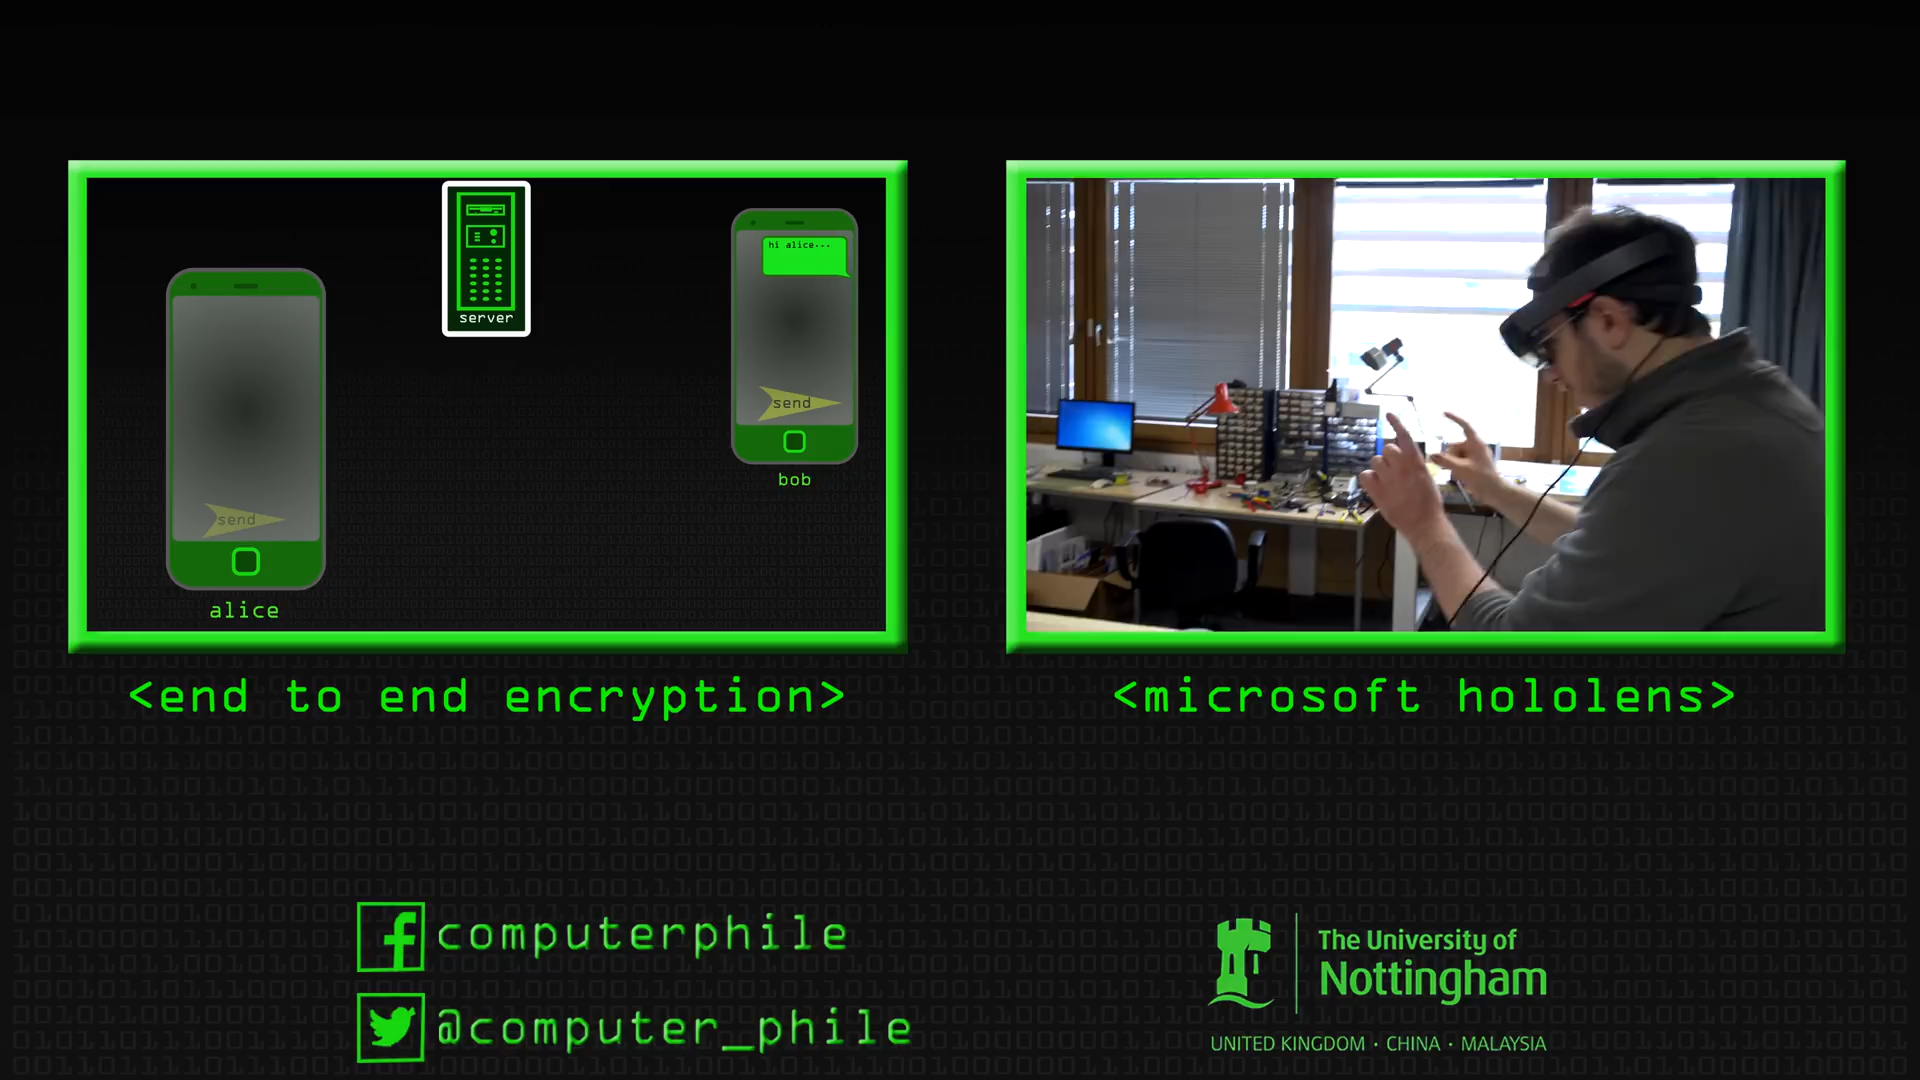 server
hi alice...
send
bob
send
alice
<end to end encryption>
<microsoft hololens>
computerphile
@computer_phile
The University of
Nottingham
UNITED KINGDOM · CHINA · MALAYSIA